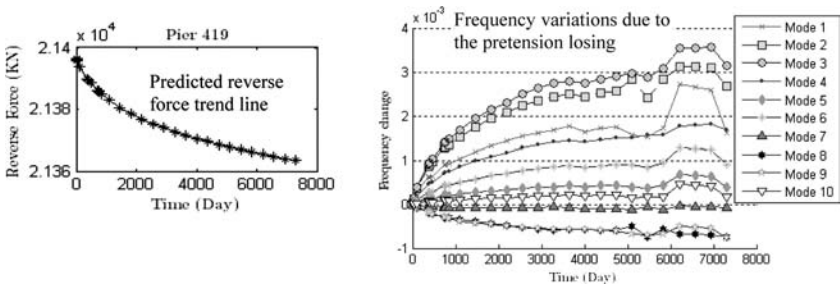 Pier 419
× 10⁴
2.14
2.138
2.136
Reverse Force (KN)
Predicted reverse
force trend line
0
2000
4000
6000
8000
Time (Day)
× 10⁻³
Frequency variations due to
the pretension losing
4
3
2
1
0
-1
Frequency change
0
1000
2000
3000
4000
5000
6000
7000
8000
Time (Day)
Mode 1
Mode 2
Mode 3
Mode 4
Mode 5
Mode 6
Mode 7
Mode 8
Mode 9
Mode 10